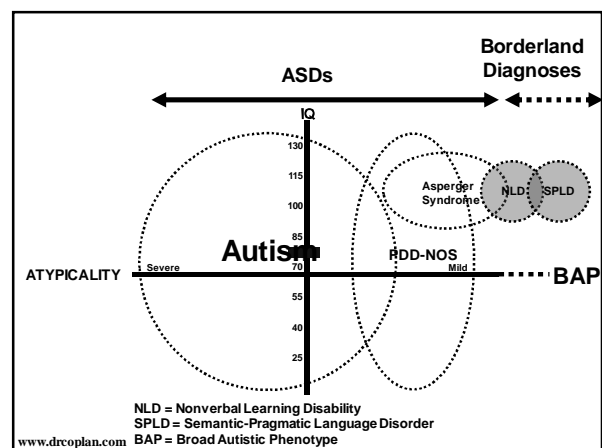 Borderland
Diagnoses
ASDs
IQ
130
115
Asperger
Syndrome
NLD
SPLD
100
85
Autism
PDD-NOS
70
ATYPICALITY
Severe
Mild
BAP
55
40
25
NLD = Nonverbal Learning Disability
SPLD = Semantic-Pragmatic Language Disorder
www.drcoplan.com
BAP = Broad Autistic Phenotype